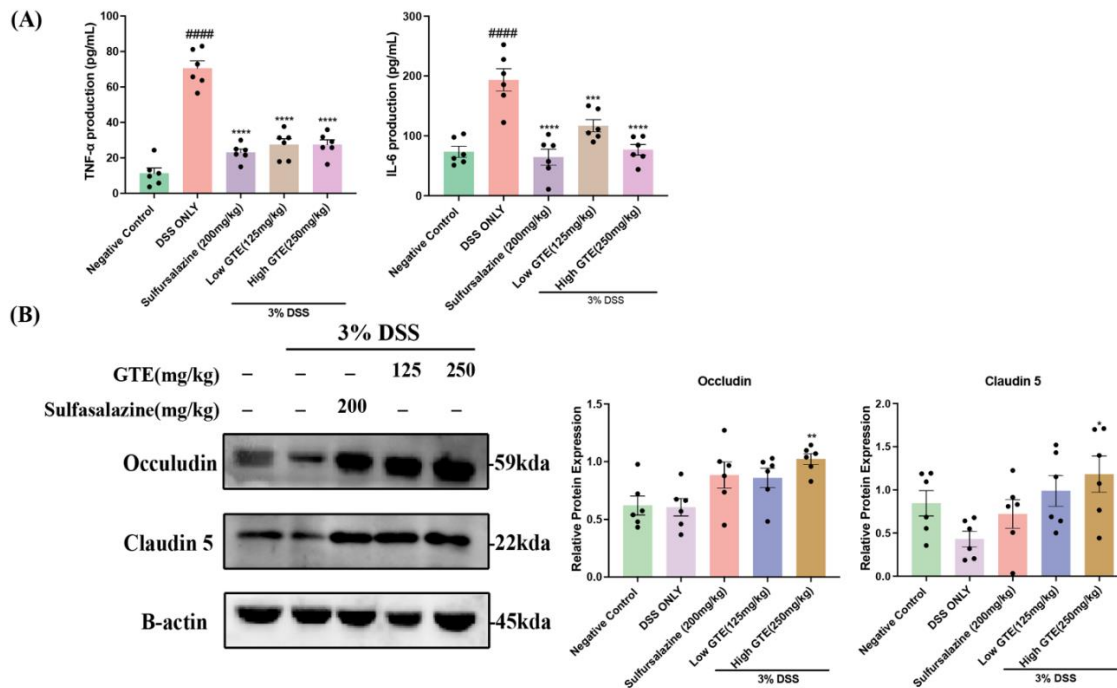 (A)
TNF-α production (pg/mL)
100
80
60
40
20
0
####
****
****
****
Negative Control
DSS ONLY
Sulfursalazine (200mg/kg)
Low GTE(125mg/kg)
High GTE(250mg/kg)
3% DSS
IL-6 production (pg/mL)
300
200
100
0
####
****
***
****
Negative Control
DSS ONLY
Sulfursalazine (200mg/kg)
Low GTE(125mg/kg)
High GTE(250mg/kg)
3% DSS
(B)
3% DSS
GTE(mg/kg) – – – 125 250
Sulfasalazine(mg/kg) – – 200 – –
Occuludin -59kda
Claudin 5 -22kda
B-actin -45kda
Occludin
Relative Protein Expression
1.5
1.0
0.5
0.0
**
Negative Control
DSS ONLY
Sulfursalazine (200mg/kg)
Low GTE(125mg/kg)
High GTE(250mg/kg)
3% DSS
Claudin 5
Relative Protein Expression
2.0
1.5
1.0
0.5
0.0
*
Negative Control
DSS ONLY
Sulfursalazine (200mg/kg)
Low GTE(125mg/kg)
High GTE(250mg/kg)
3% DSS